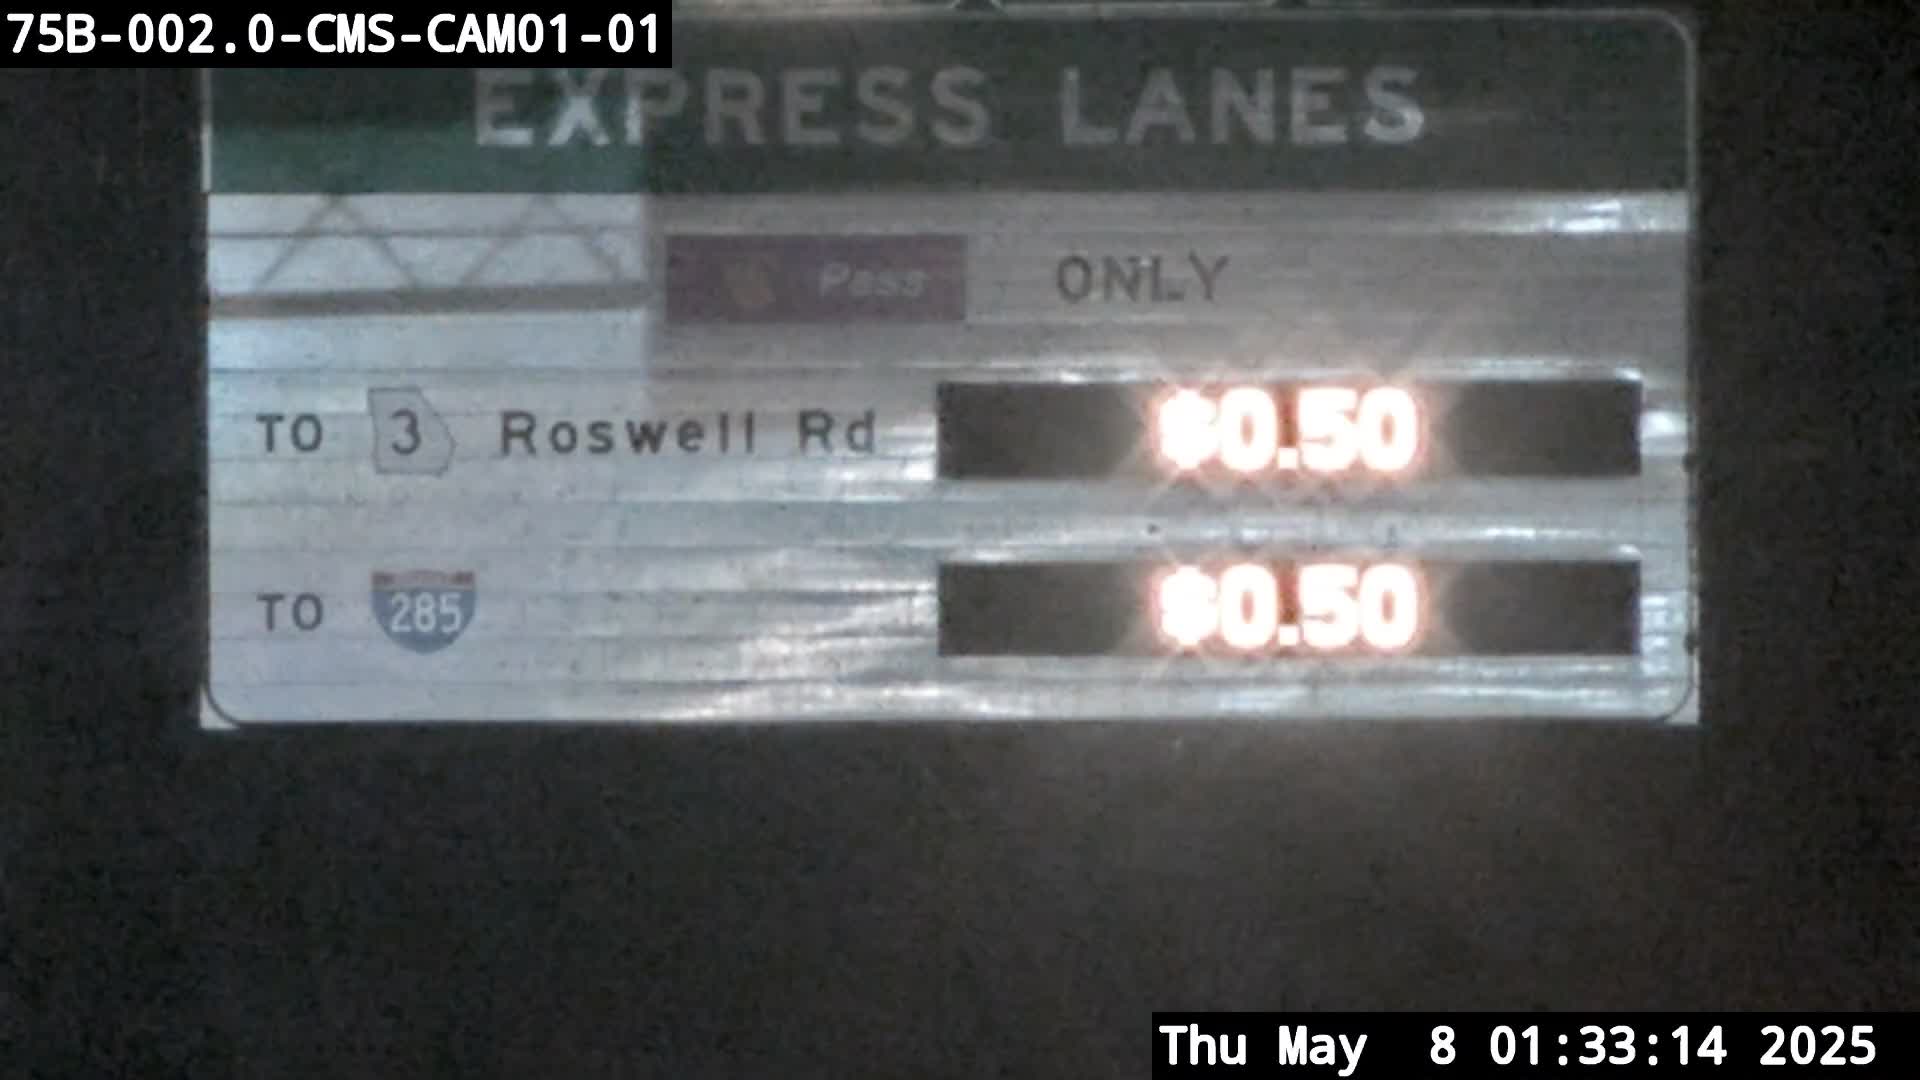 75B-002.0-CMS-CAM01-01
EXPRESS LANES
Pass ONLY
TO 3 Roswell Rd $0.50
TO 285 $0.50
Thu May 8 01:33:14 2025